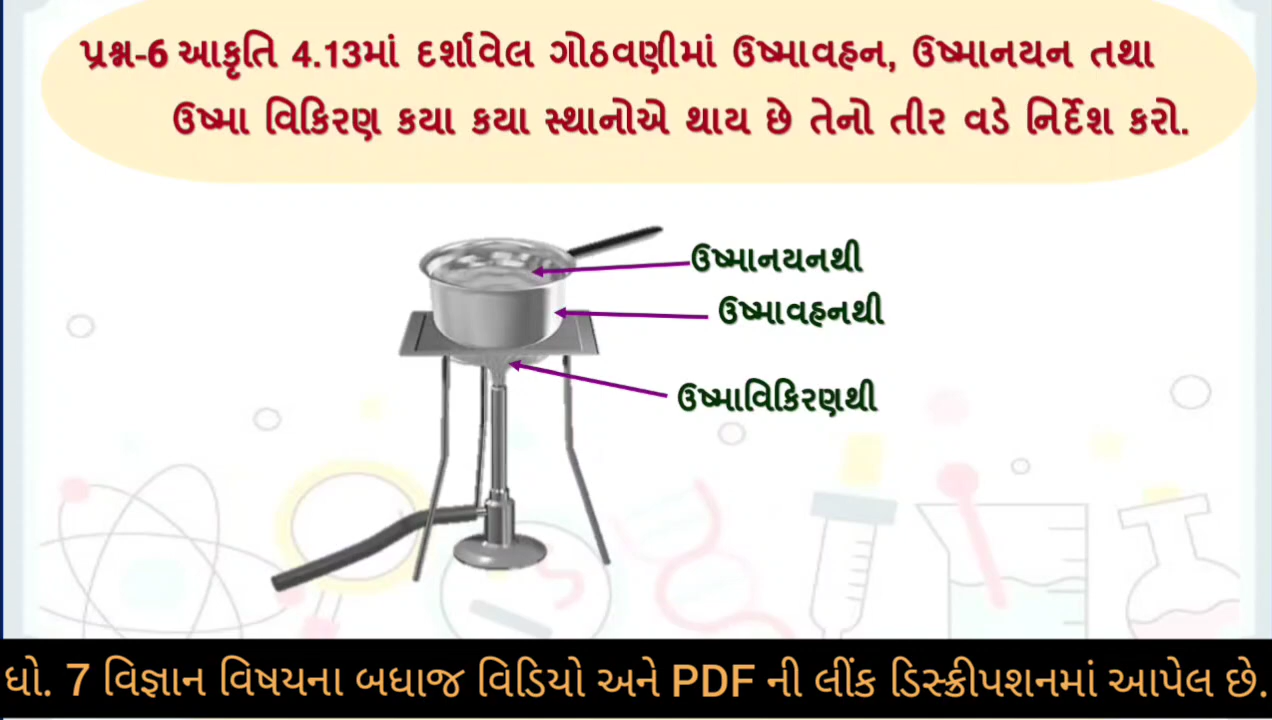 પ્રશ્ન-6 આકૃતિ 4.13માં દર્શાવેલ ગોઠવણીમાં ઉષ્માવહન, ઉષ્માનયન તથા
ઉષ્મા વિકિરણ કયા કયા સ્થાનોએ થાય છે તેનો તીર વડે નિર્દેશ કરો.
ઉષ્માનયનથી
ઉષ્માવહનથી
ઉષ્માવિકિરણથી
ધો. 7 વિજ્ઞાન વિષયના બધાજ વિડિયો અને PDF ની લીંક ડિસ્ક્રીપશનમાં આપેલ છે.